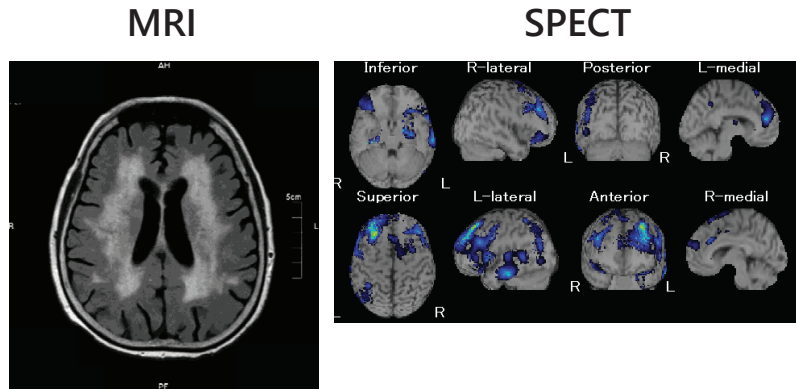 MRI
SPECT
AH
R
5cm
L
PF
Inferior
R-lateral
Posterior
L-medial
R
L
L
R
Superior
L-lateral
Anterior
R-medial
L
R
R
L